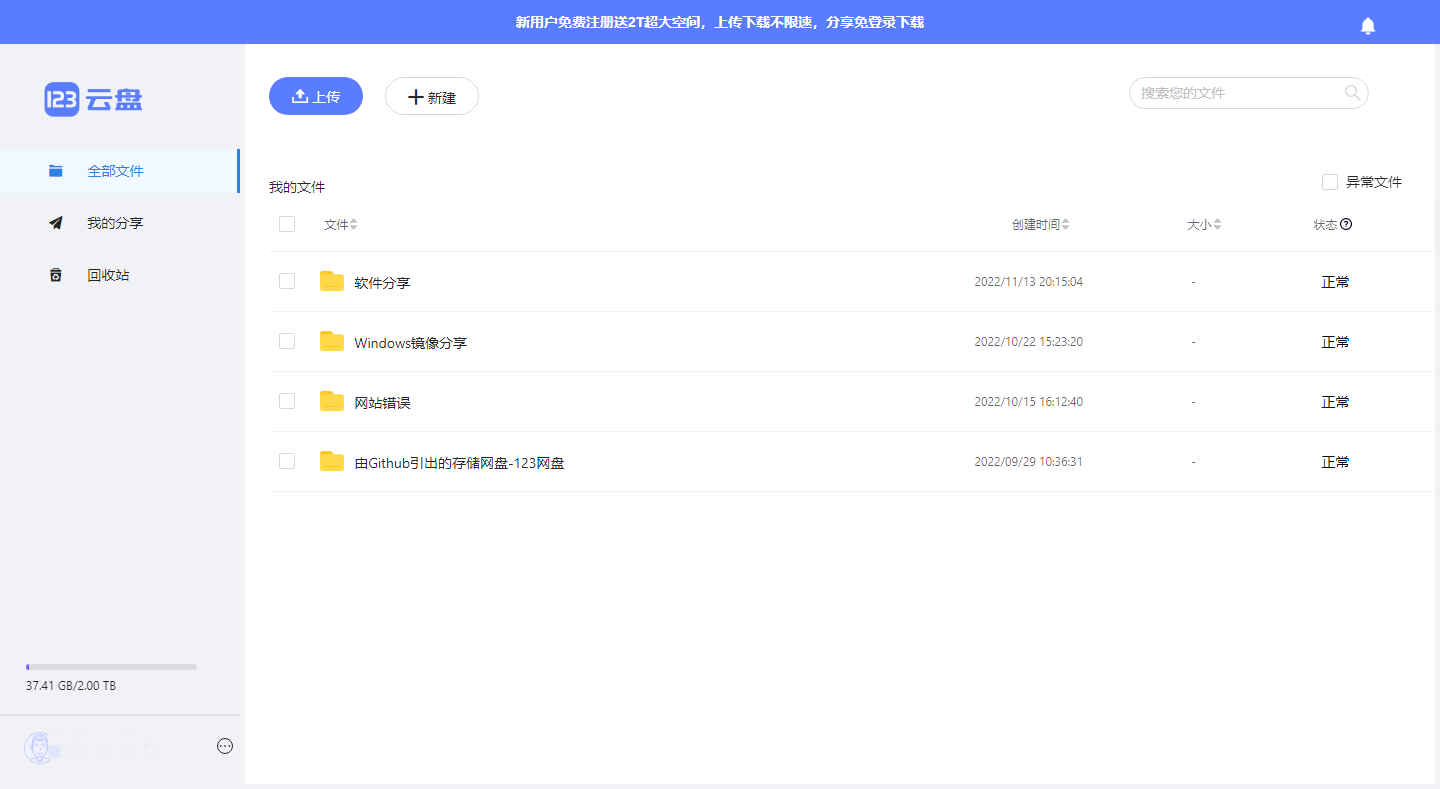 新用户免费注册送2T超大空间，上传下载不限速，分享免登录下载
123云盘
上传
新建
搜索您的文件
全部文件
我的分享
回收站
我的文件
异常文件
文件 创建时间 大小 状态
软件分享 2022/11/13 20:15:04 - 正常
Windows镜像分享 2022/10/22 15:23:20 - 正常
网站错误 2022/10/15 16:12:40 - 正常
由Github引出的存储网盘-123网盘 2022/09/29 10:36:31 - 正常
37.41 GB/2.00 TB